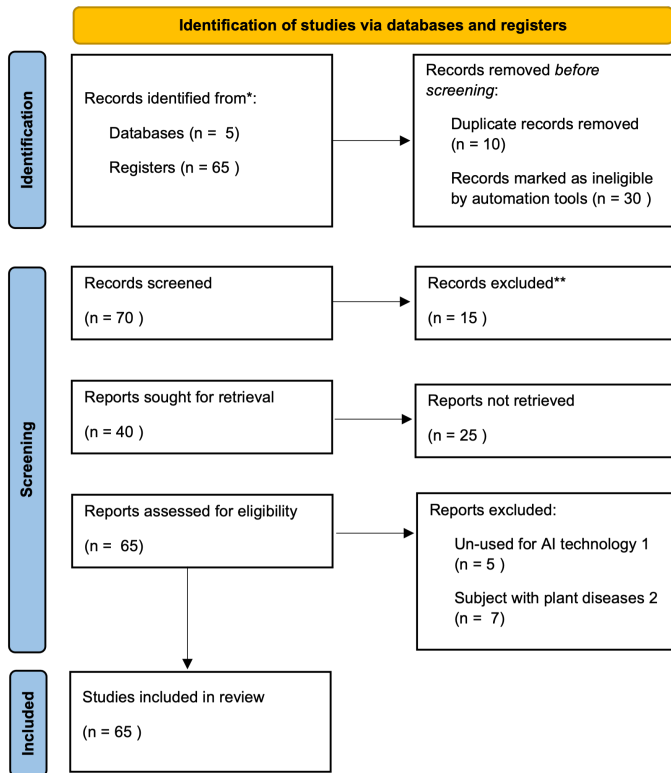 Identification of studies via databases and registers
Identification
Records identified from*:
Databases (n = 5)
Registers (n = 65 )
Records removed before
screening:
Duplicate records removed
(n = 10)
Records marked as ineligible
by automation tools (n = 30 )
Screening
Records screened
(n = 70 )
Records excluded**
(n = 15 )
Reports sought for retrieval
(n = 40 )
Reports not retrieved
(n = 25 )
Reports assessed for eligibility
(n = 65)
Reports excluded:
Un-used for AI technology 1
(n = 5 )
Subject with plant diseases 2
(n = 7)
Included
Studies included in review
(n = 65 )